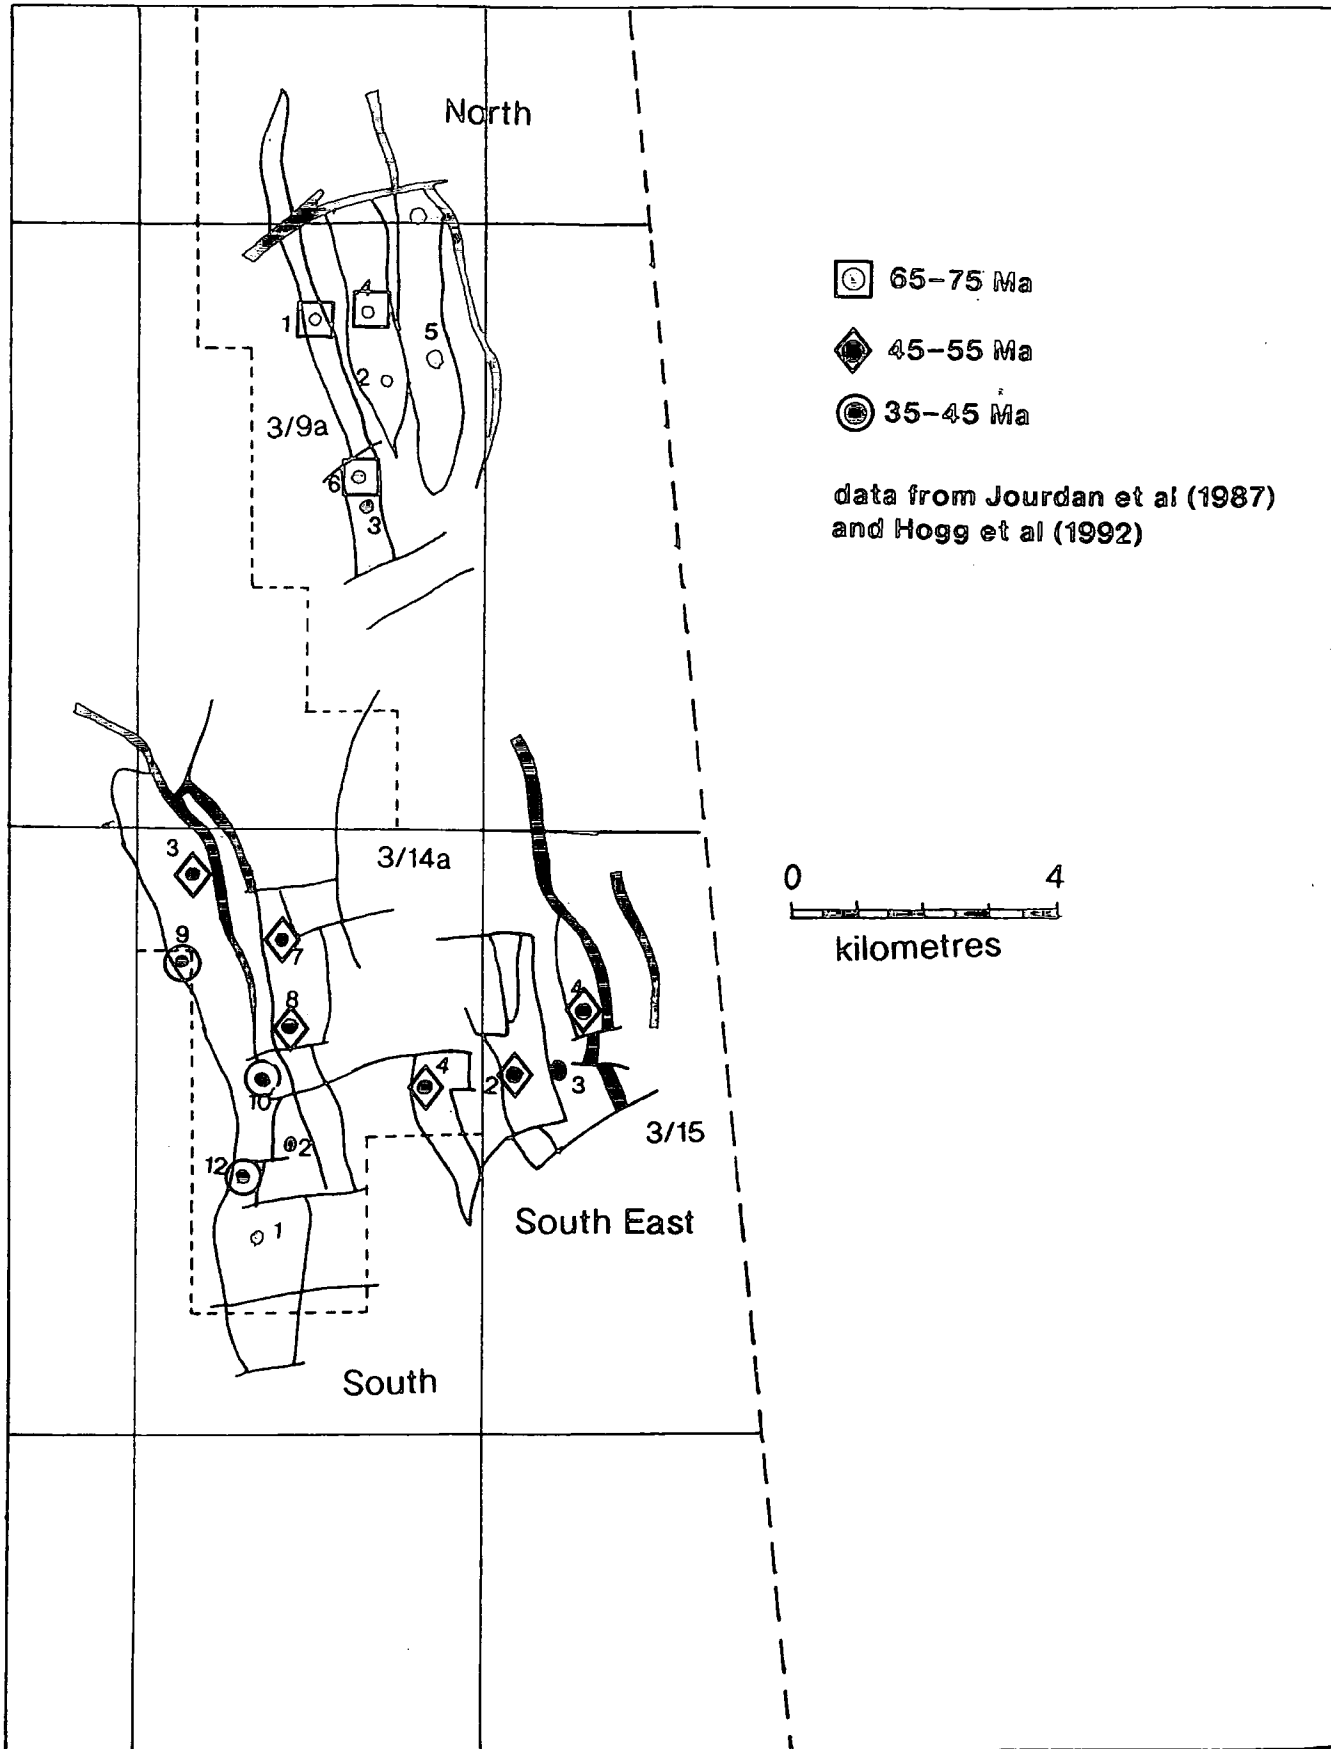 North
65-75 Ma
45-55 Ma
35-45 Ma
data from Jourdan et al (1987)
and Hogg et al (1992)
4
1
5
2
3/9a
6
3
3/14a
0 4
kilometres
3
9
7
8
4
4
2
3
10
2
12
3/15
South East
1
South